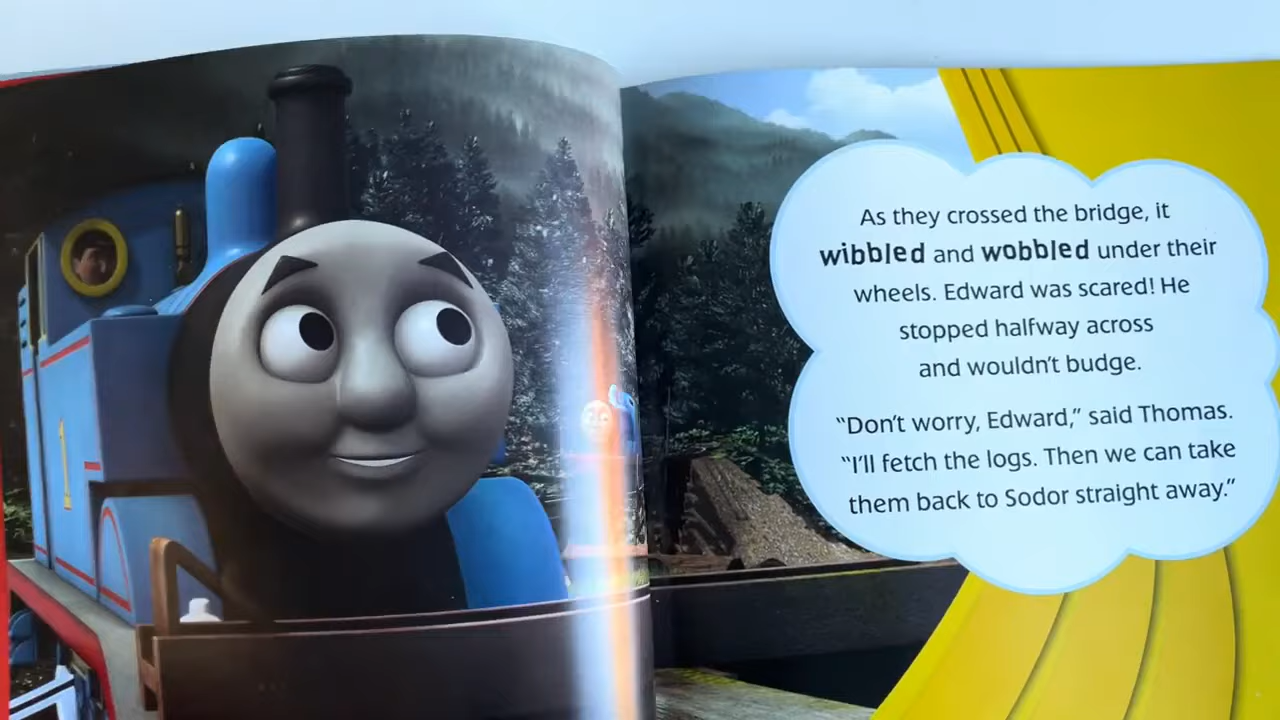 1
As they crossed the bridge, it
wibbled and wobbled under their
wheels. Edward was scared! He
stopped halfway across
and wouldn't budge.
“Don't worry, Edward,” said Thomas.
“I'll fetch the logs. Then we can take
them back to Sodor straight away.”